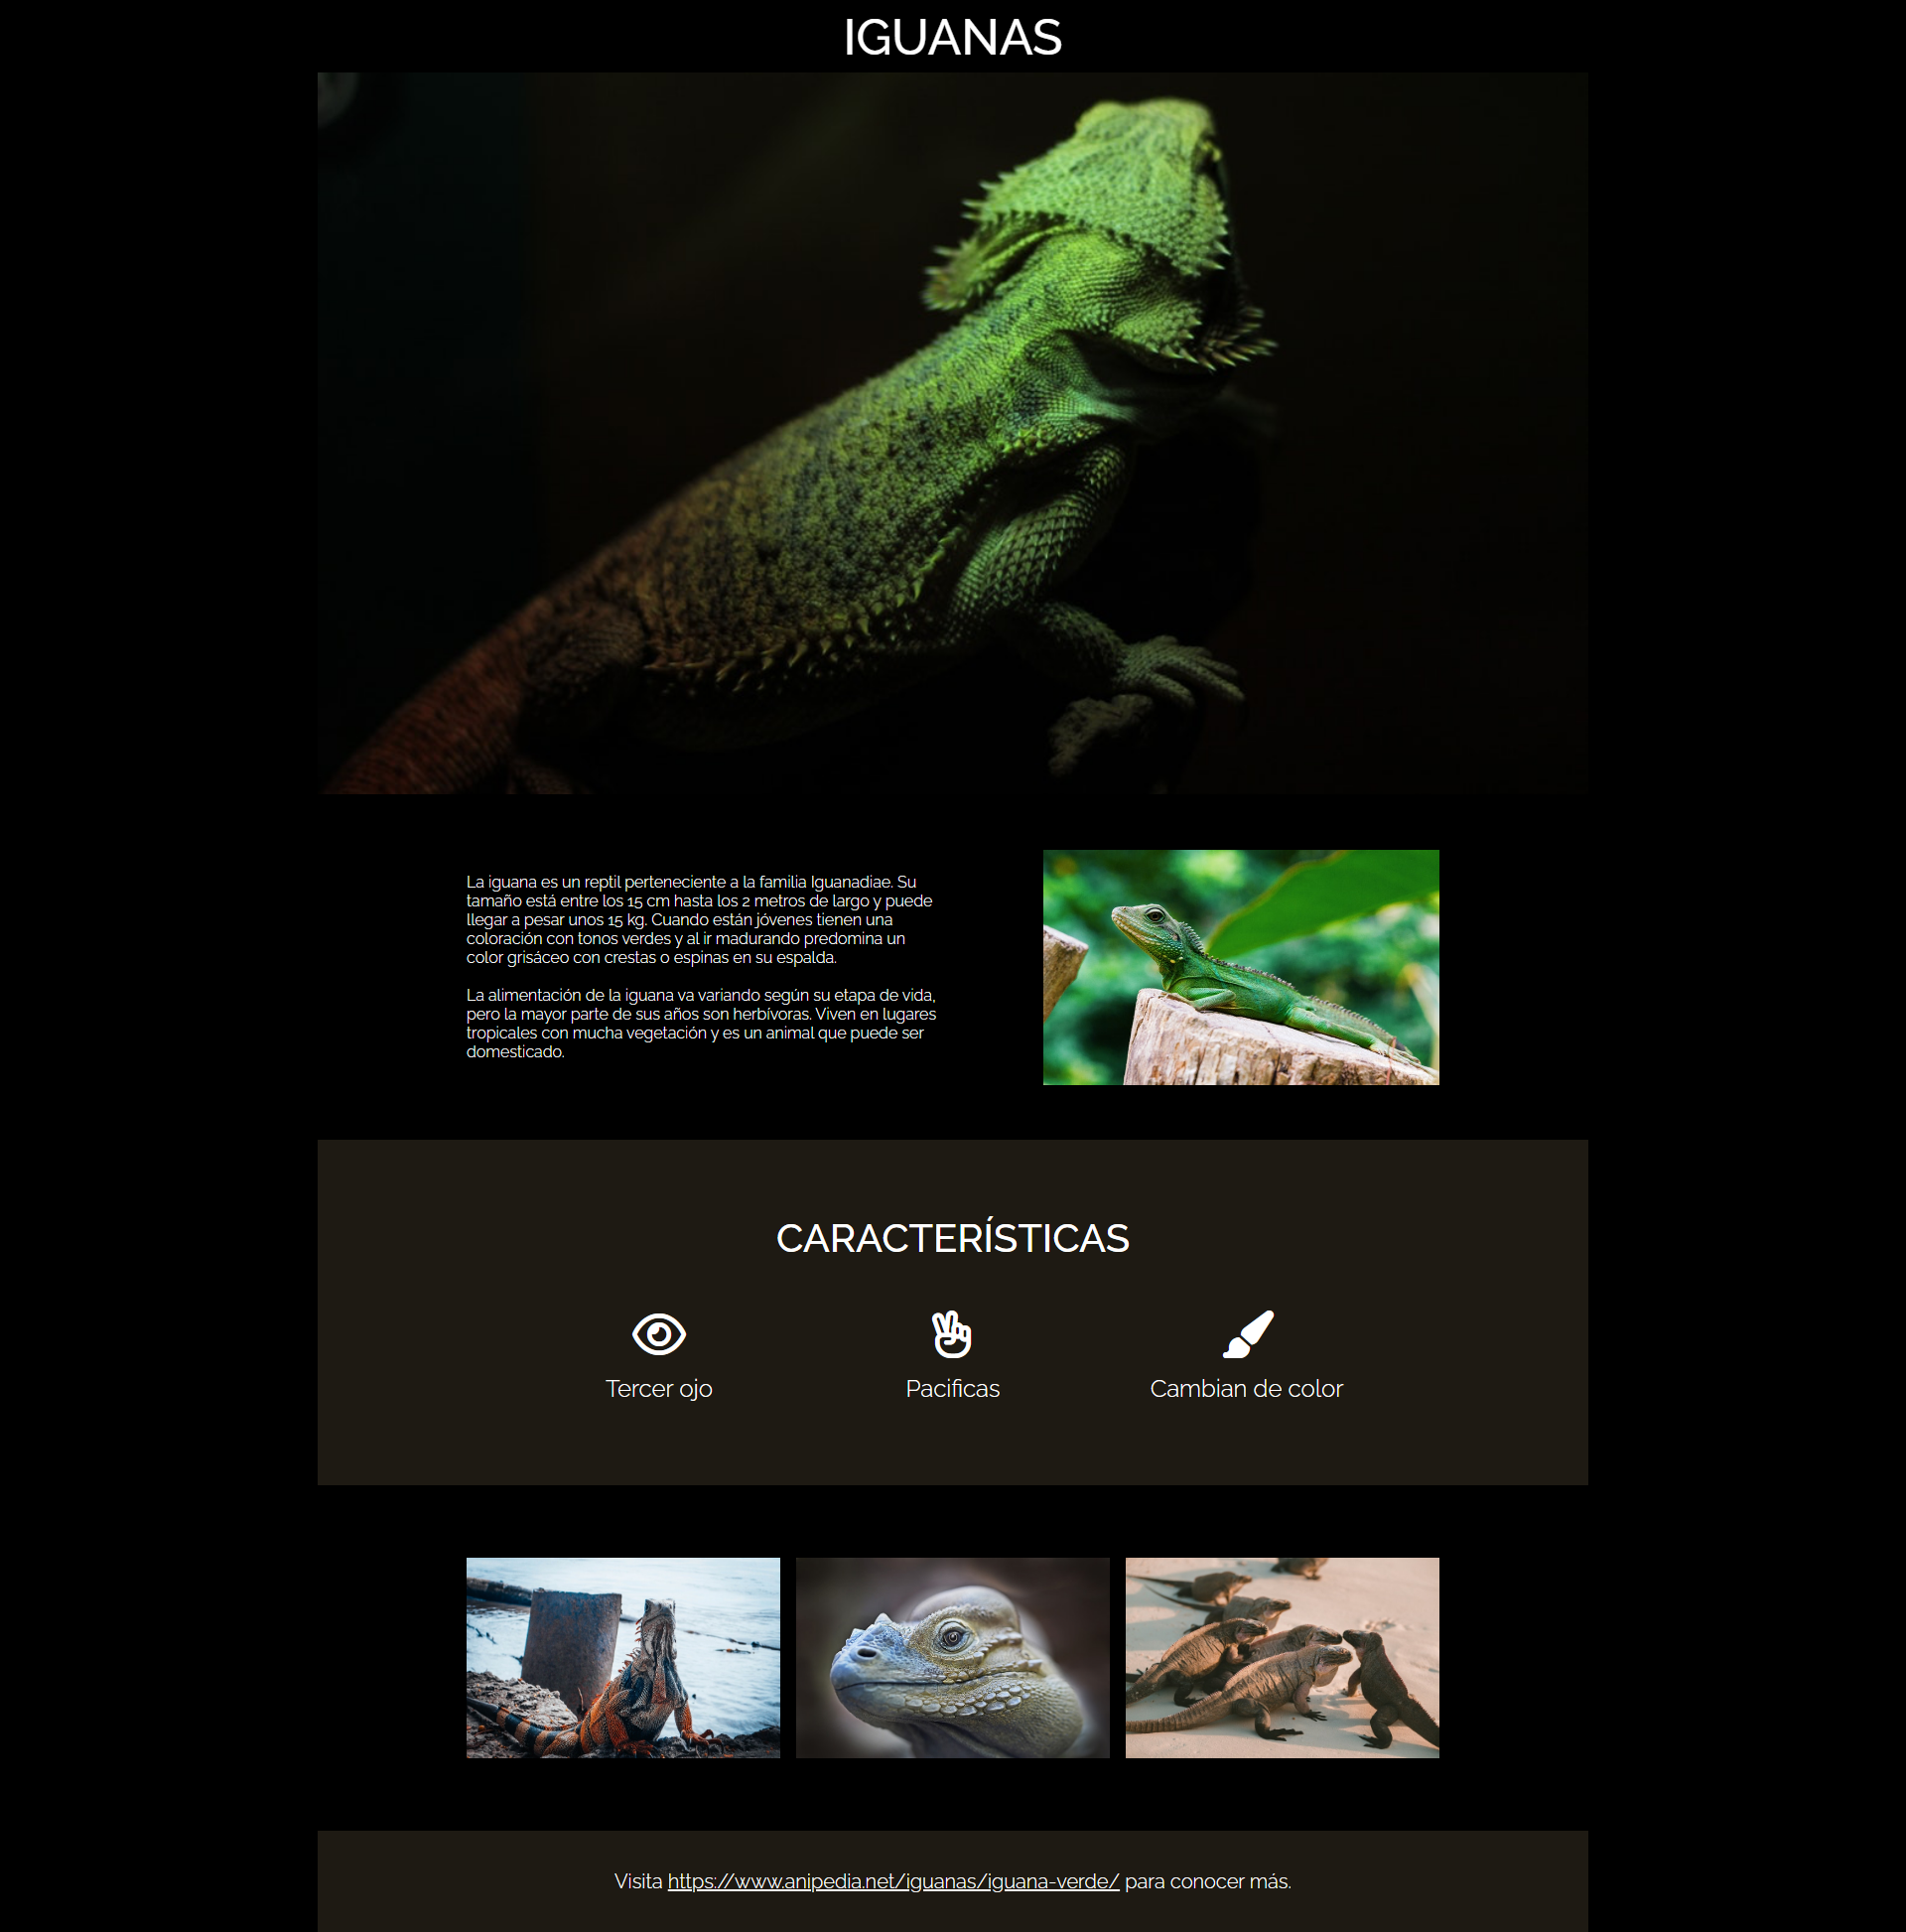 IGUANAS
La iguana es un reptil perteneciente a la familia Iguanadiae. Su
tamaño está entre los 15 cm hasta los 2 metros de largo y puede
llegar a pesar unos 15 kg. Cuando están jóvenes tienen una
coloración con tonos verdes y al ir madurando predomina un
color grisáceo con crestas o espinas en su espalda.
La alimentación de la iguana va variando según su etapa de vida,
pero la mayor parte de sus años son herbívoras. Viven en lugares
tropicales con mucha vegetación y es un animal que puede ser
domesticado.
CARACTERÍSTICAS
Tercer ojo
Pacificas
Cambian de color
Visita https://www.anipedia.net/iguanas/iguana-verde/ para conocer más.